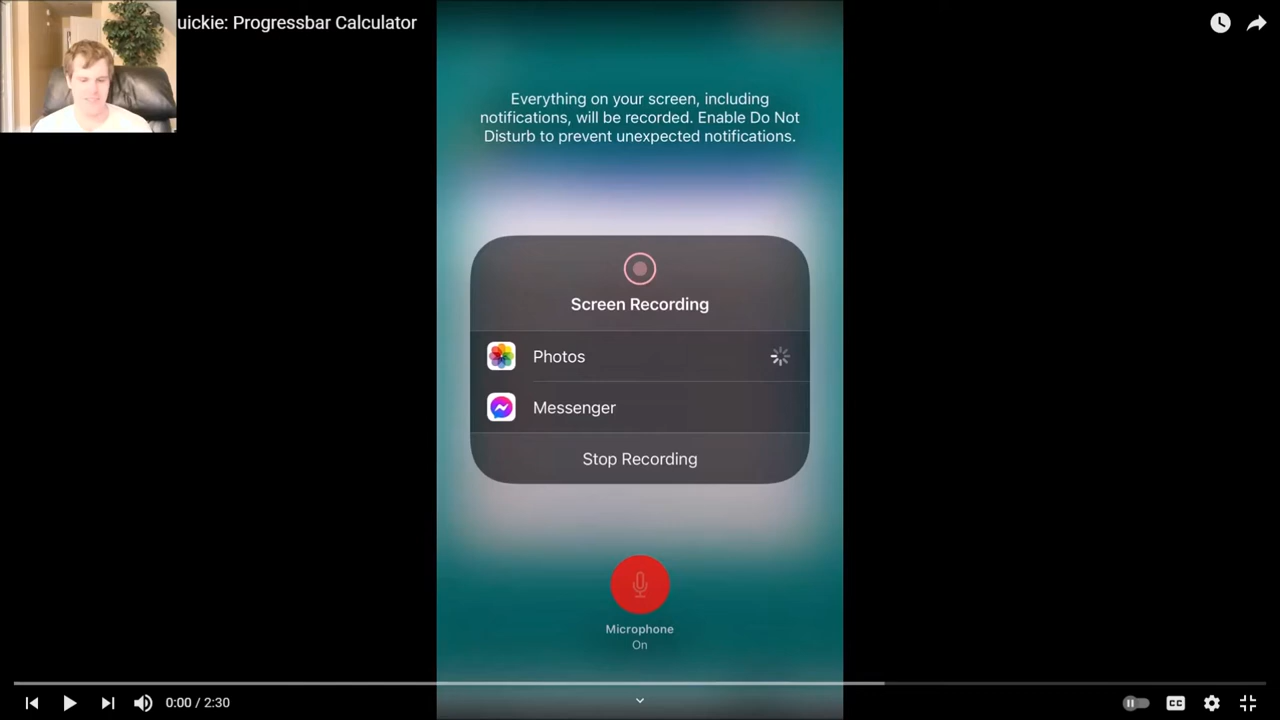 uickie: Progressbar Calculator
Everything on your screen, including
notifications, will be recorded. Enable Do Not
Disturb to prevent unexpected notifications.
Screen Recording
Photos
Messenger
Stop Recording
Microphone
On
0:00 / 2:30
CC